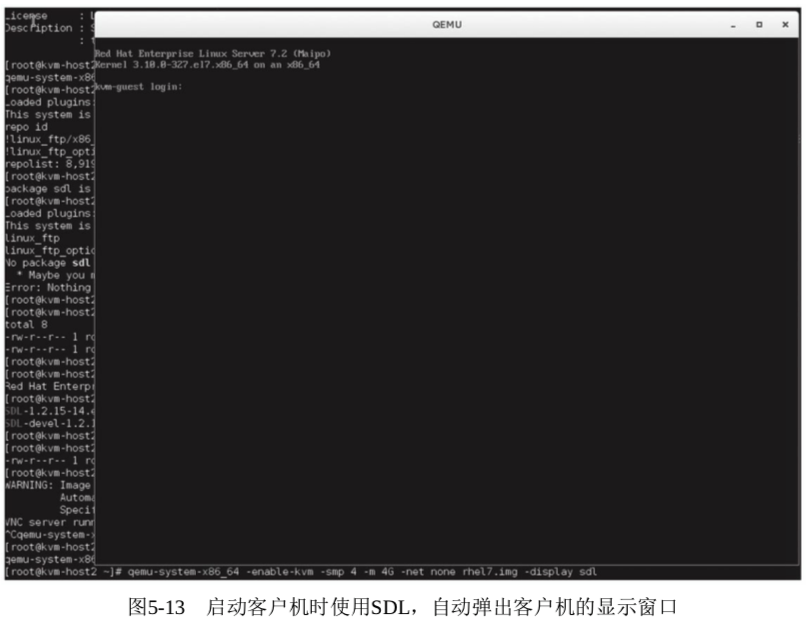 License     : L
Description : S
            : 
QEMU
Red Hat Enterprise Linux Server 7.2 (Maipo)
Kernel 3.10.0-327.el7.x86_64 on an x86_64
kvm-guest login:
[root@kvm-host2
qemu-system-x86
[root@kvm-host2
Loaded plugins:
This system is
repo id
!linux_ftp/x86_
!linux_ftp_opti
repolist: 8,919
[root@kvm-host2
package sdl is
[root@kvm-host2
Loaded plugins:
This system is
linux_ftp
linux_ftp_optio
No package sdl
* Maybe you m
Error: Nothing
[root@kvm-host2
[root@kvm-host2
total 8
-rw-r--r-- 1 ro
-rw-r--r-- 1 ro
[root@kvm-host2
[root@kvm-host2
Red Hat Enterpr
[root@kvm-host2
SDL-1.2.15-14.e
SDL-devel-1.2.1
[root@kvm-host2
[root@kvm-host2
-rw-r--r-- 1 ro
[root@kvm-host2
WARNING: Image
Automa
Specif
VNC server runn
^Cqemu-system-x
[root@kvm-host2
qemu-system-x86
[root@kvm-host2 ~]# qemu-system-x86_64 -enable-kvm -smp 4 -m 4G -net none rhel7.img -display sdl
图5-13 启动客户机时使用SDL，自动弹出客户机的显示窗口